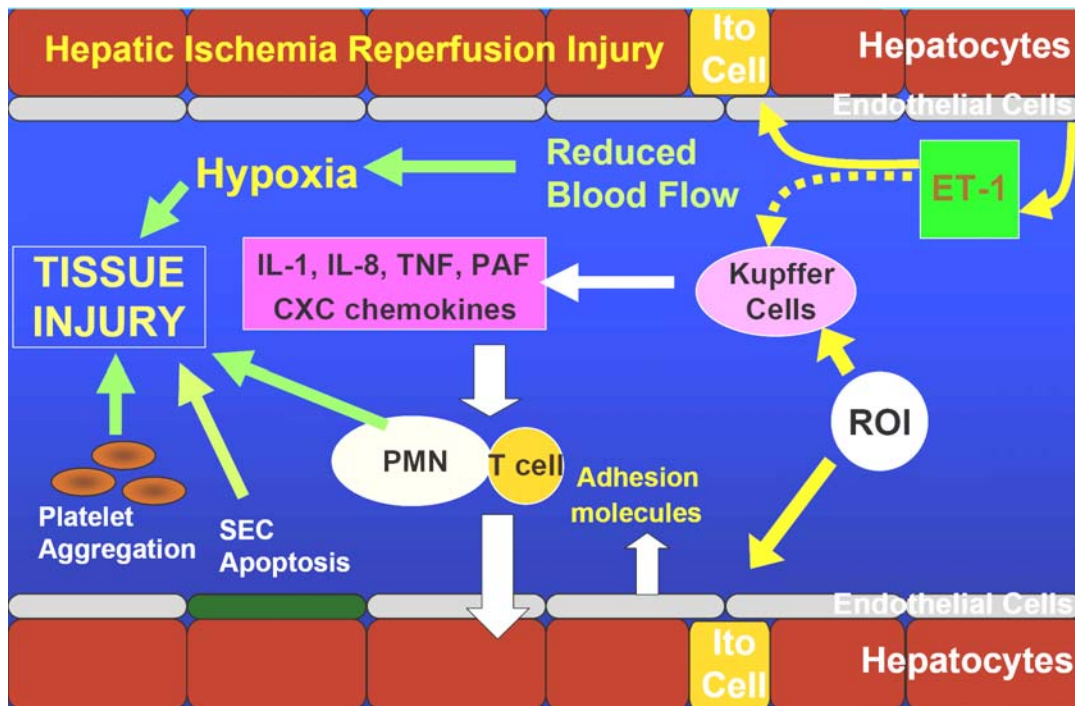 Hepatic Ischemia Reperfusion Injury
Ito
Cell
Hepatocytes
Endothelial Cells
Reduced
Blood Flow
Hypoxia
ET-1
TISSUE
INJURY
IL-1, IL-8, TNF, PAF
CXC chemokines
Kupffer
Cells
ROI
PMN
T cell
Adhesion
molecules
Platelet
Aggregation
SEC
Apoptosis
Endothelial Cells
Ito
Cell
Hepatocytes